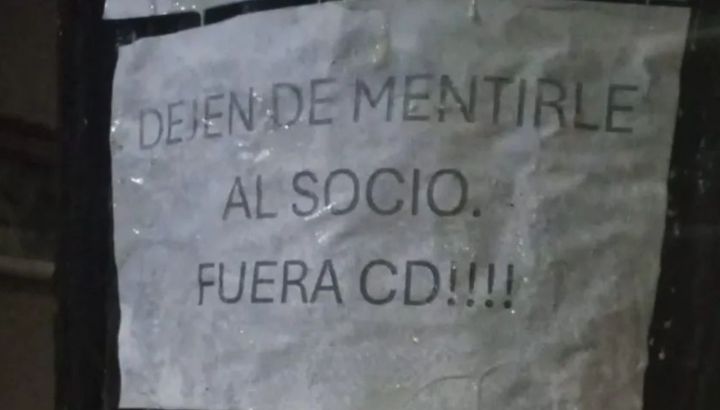 DEJEN DE MENTIRLE
AL SOCIO.
FUERA CD!!!!